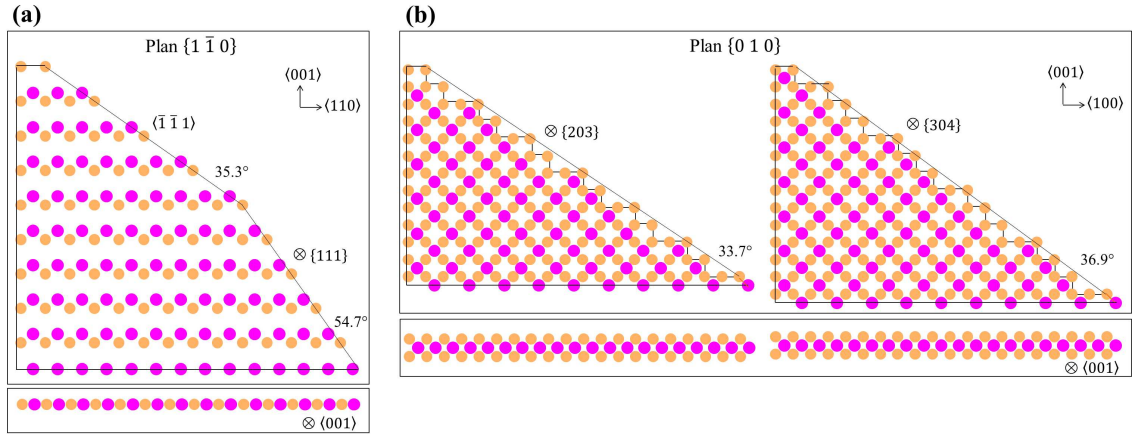 (a)
Plan {1 1̅ 0}
⟨001⟩
⟨110⟩
⟨1̅ 1̅ 1⟩
35.3°
⊗ {111}
54.7°
⊗ ⟨001⟩
(b)
Plan {0 1 0}
⊗ {203}
33.7°
⟨001⟩
⟨100⟩
⊗ {304}
36.9°
⊗ ⟨001⟩